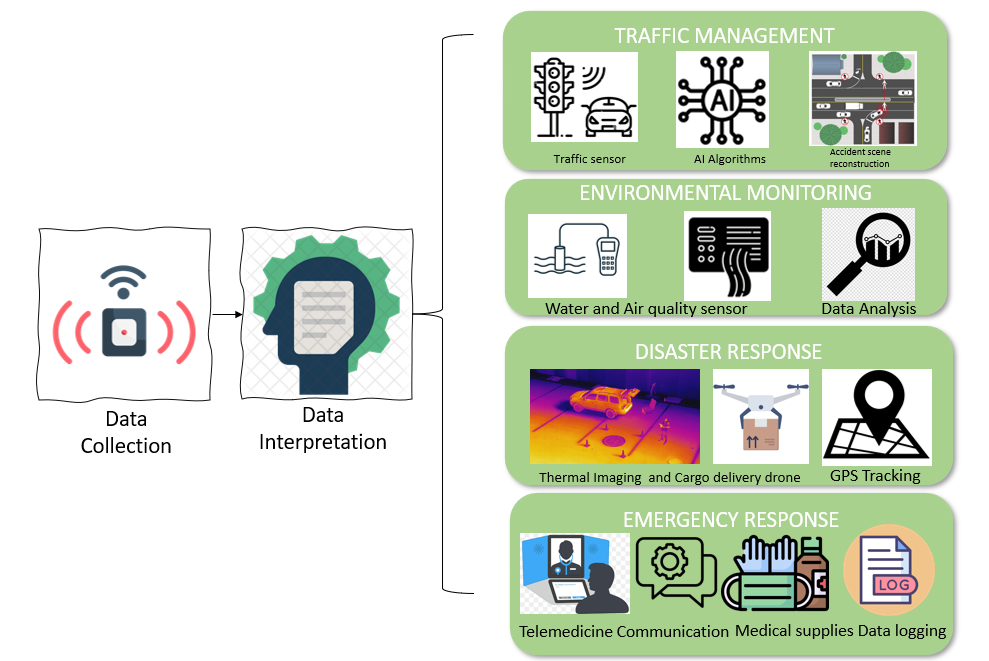 TRAFFIC MANAGEMENT
AI
Traffic sensor
AI Algorithms
Accident scene
reconstruction
ENVIRONMENTAL MONITORING
Water and Air quality sensor
Data Analysis
Data
Collection
Data
Interpretation
DISASTER RESPONSE
Thermal Imaging and Cargo delivery drone
GPS Tracking
EMERGENCY RESPONSE
LOG
Telemedicine Communication
Medical supplies
Data logging